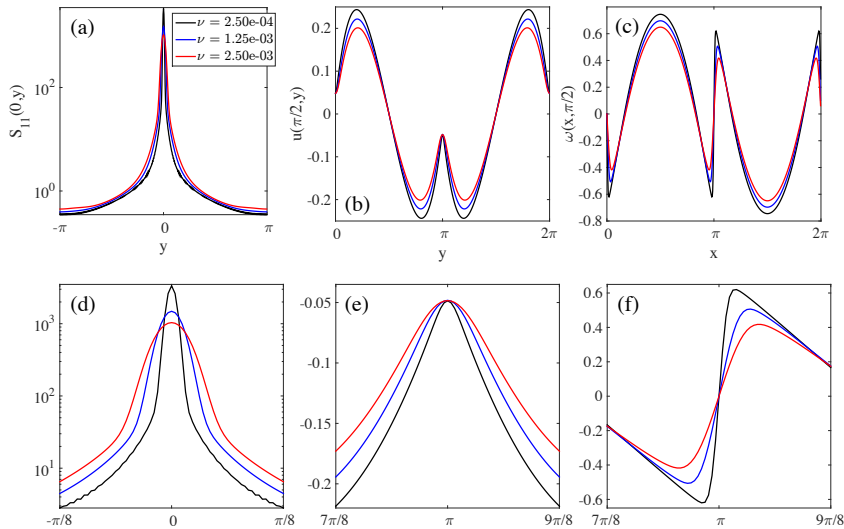 (a)
ν = 2.50e-04
ν = 1.25e-03
ν = 2.50e-03
S11(0,y)
10^2
10^0
-π
0
π
y
(b)
u(π/2,y)
0.2
0.1
0
-0.1
-0.2
0
π
2π
y
(c)
ω(x,π/2)
0.8
0.6
0.4
0.2
0
-0.2
-0.4
-0.6
-0.8
0
π
2π
x
(d)
10^3
10^2
10^1
-π/8
0
π/8
(e)
-0.05
-0.1
-0.15
-0.2
7π/8
π
9π/8
(f)
0.6
0.4
0.2
0
-0.2
-0.4
-0.6
7π/8
π
9π/8